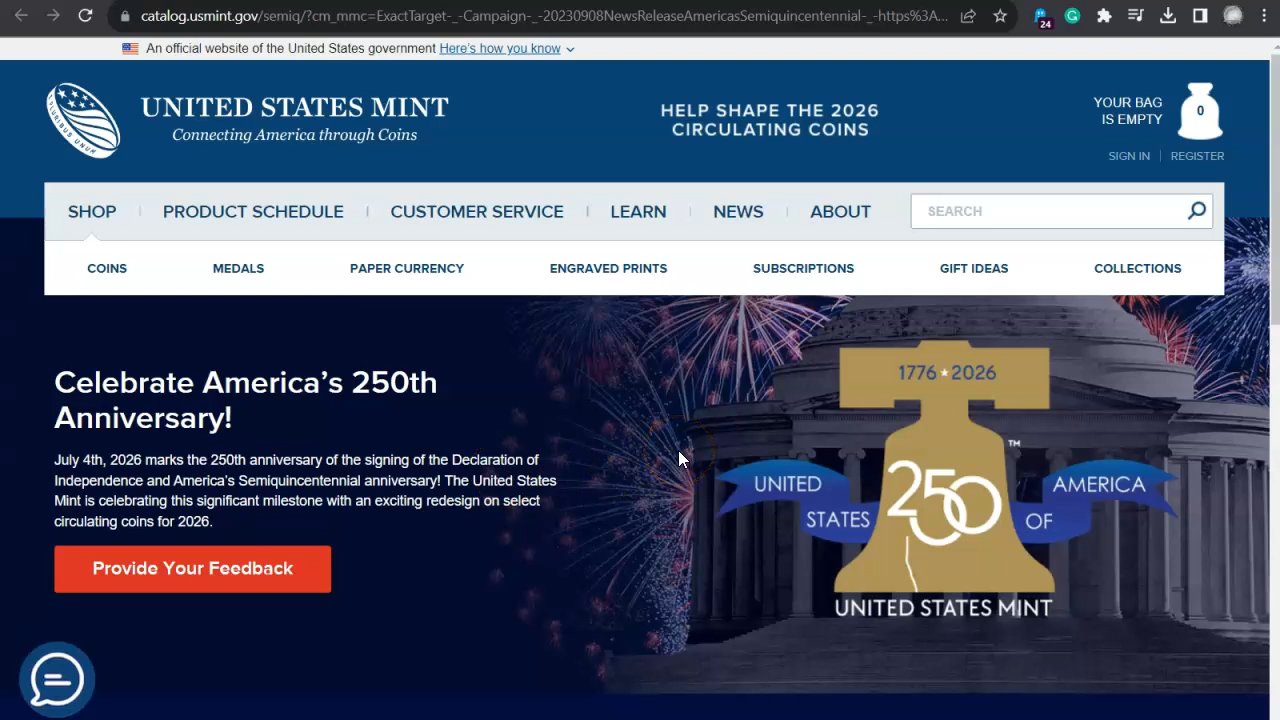 catalog.usmint.gov/semiq/?cm_mmc=ExactTarget-_-Campaign-_-20230908NewsReleaseAmericasSemiquincentennial-_-https%3A...
24
An official website of the United States government Here's how you know
PLURIBUS UNUM
UNITED STATES MINT
Connecting America through Coins
HELP SHAPE THE 2026
CIRCULATING COINS
YOUR BAG
IS EMPTY
0
SIGN IN | REGISTER
SHOP | PRODUCT SCHEDULE | CUSTOMER SERVICE | LEARN | NEWS | ABOUT
SEARCH
COINS MEDALS PAPER CURRENCY ENGRAVED PRINTS SUBSCRIPTIONS GIFT IDEAS COLLECTIONS
Celebrate America's 250th
Anniversary!
July 4th, 2026 marks the 250th anniversary of the signing of the Declaration of
Independence and America's Semiquincentennial anniversary! The United States
Mint is celebrating this significant milestone with an exciting redesign on select
circulating coins for 2026.
Provide Your Feedback
1776 ★ 2026
TM
UNITED
STATES
250
OF
AMERICA
UNITED STATES MINT